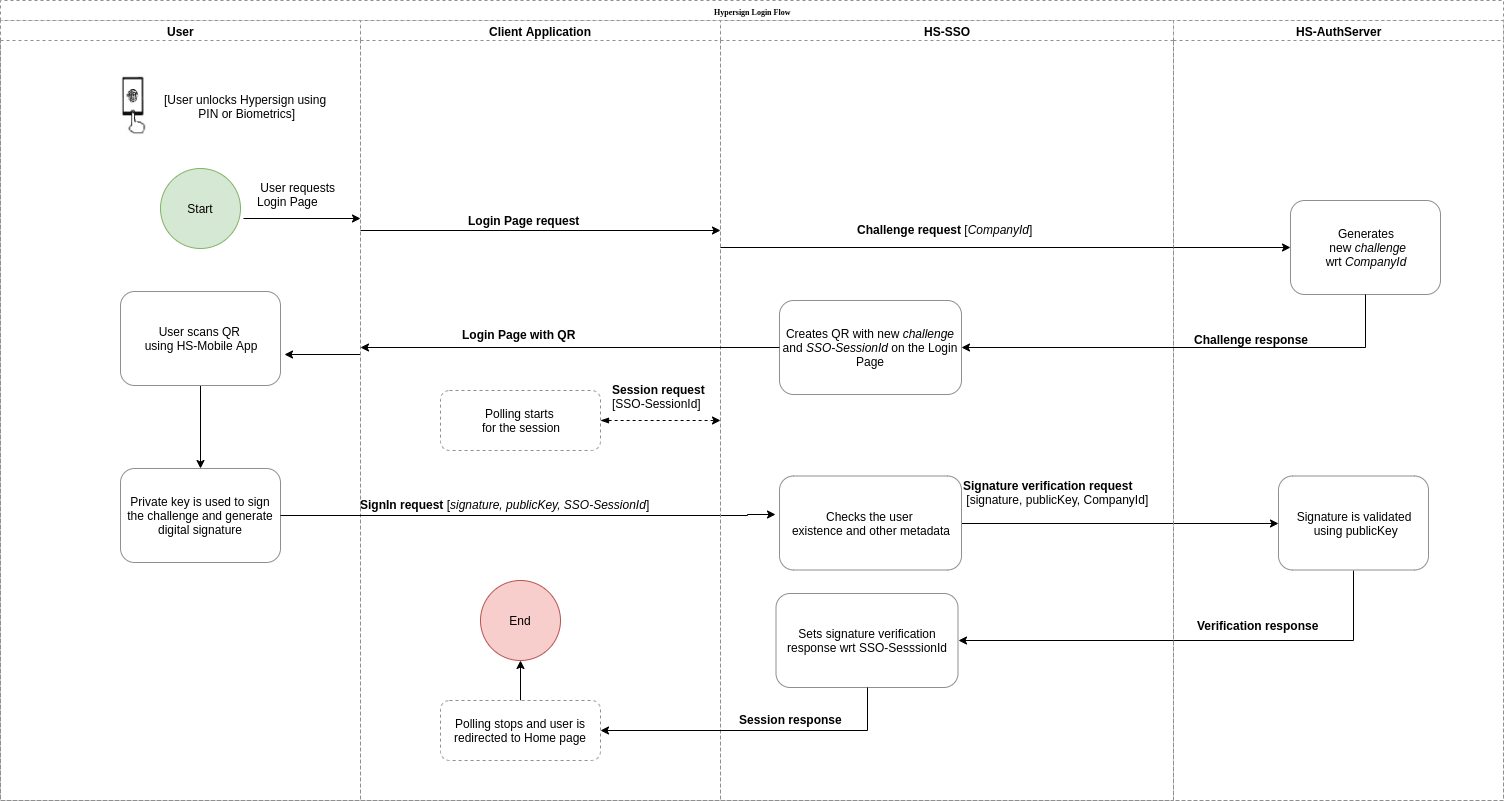 Hypersign Login Flow
User
Client Application
HS-SSO
HS-AuthServer
[User unlocks Hypersign using
PIN or Biometrics]
Start
User requests
Login Page
Login Page request
Challenge request [CompanyId]
Generates
new challenge
wrt CompanyId
User scans QR
using HS-Mobile App
Login Page with QR
Creates QR with new challenge
and SSO-SessionId on the Login
Page
Challenge response
Polling starts
for the session
Session request
[SSO-SessionId]
Private key is used to sign
the challenge and generate
digital signature
SignIn request [signature, publicKey, SSO-SessionId]
Checks the user
existence and other metadata
Signature verification request
[signature, publicKey, CompanyId]
Signature is validated
using publicKey
End
Sets signature verification
response wrt SSO-SesssionId
Verification response
Polling stops and user is
redirected to Home page
Session response